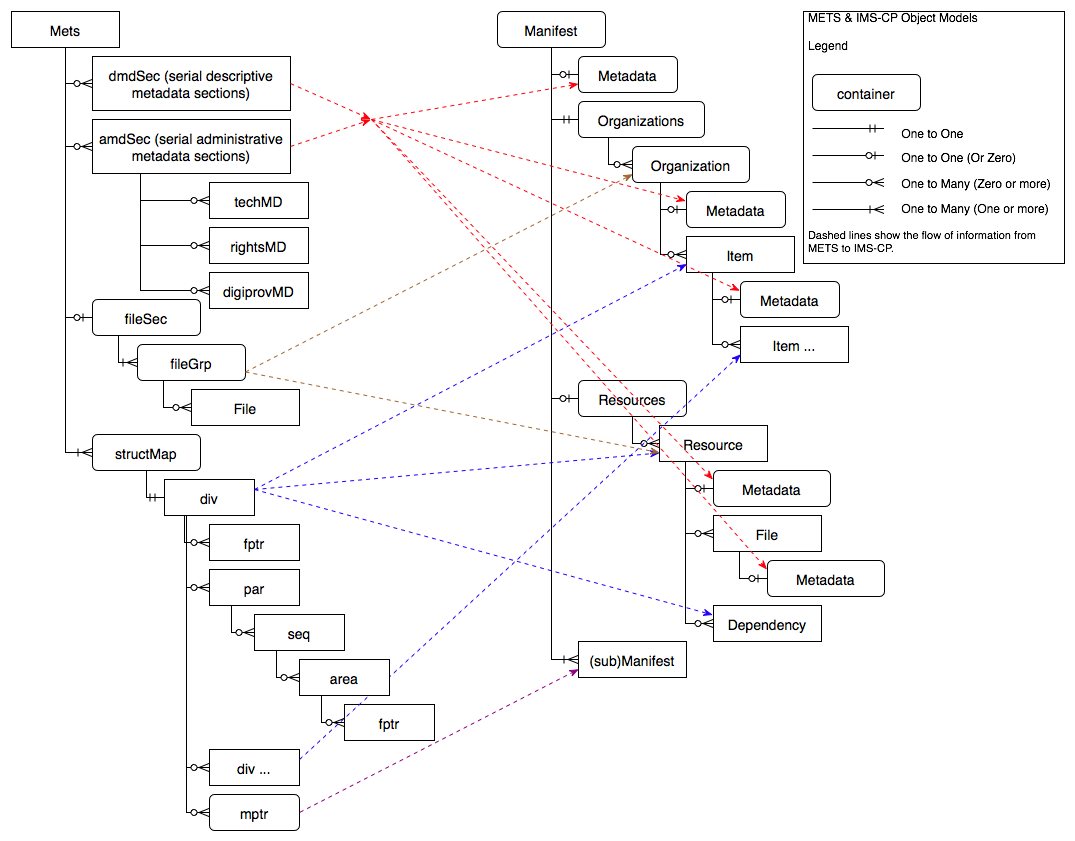 Mets
dmdSec (serial descriptive
metadata sections)
amdSec (serial administrative
metadata sections)
techMD
rightsMD
digiprovMD
fileSec
fileGrp
File
structMap
div
fptr
par
seq
area
fptr
div ...
mptr
Manifest
Metadata
Organizations
Organization
Metadata
Item
Metadata
Item ...
Resources
Resource
Metadata
File
Metadata
Dependency
(sub)Manifest
METS & IMS-CP Object Models
Legend
container
One to One
One to One (Or Zero)
One to Many (Zero or more)
One to Many (One or more)
Dashed lines show the flow of information from
METS to IMS-CP.